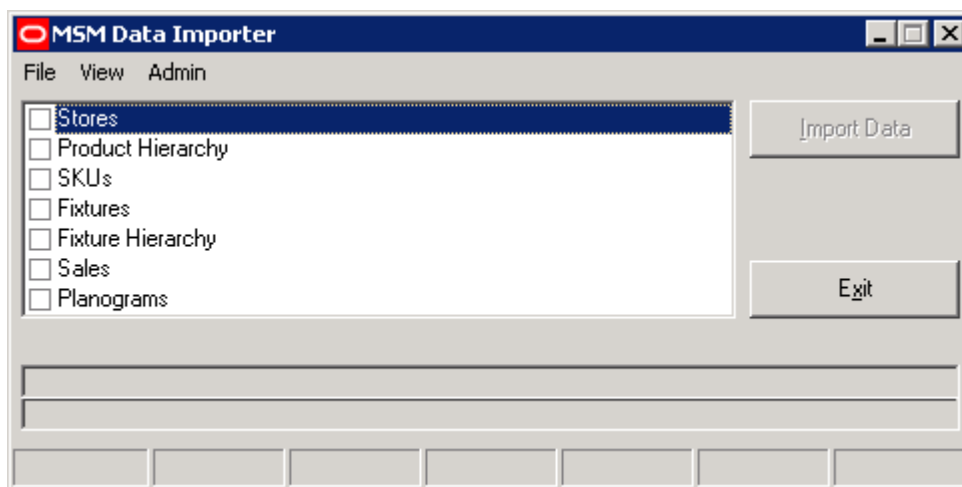 MSM Data Importer
File View Admin
Stores
Product Hierarchy
SKUs
Fixtures
Fixture Hierarchy
Sales
Planograms
Import Data
Exit